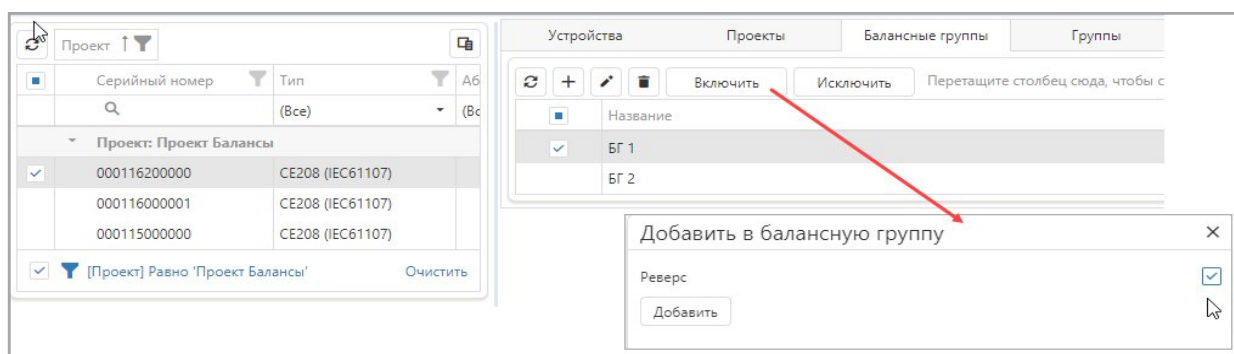 Проект
Серийный номер Тип Аб
(Все) (Вс
Проект: Проект Балансы
000116200000 CE208 (IEC61107)
000116000001 CE208 (IEC61107)
000115000000 CE208 (IEC61107)
[Проект] Равно 'Проект Балансы' Очистить
Устройства Проекты Балансные группы Группы
Включить Исключить Перетащите столбец сюда, чтобы с
Название
БГ 1
БГ 2
Добавить в балансную группу
Реверс
Добавить